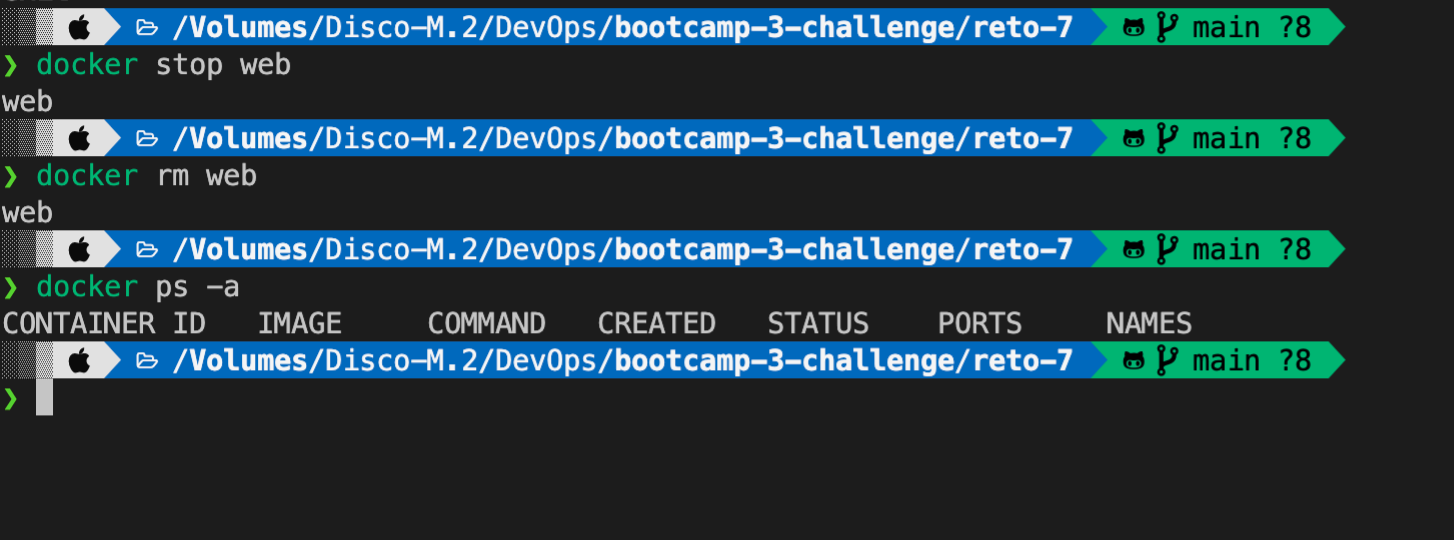 /Volumes/Disco-M.2/DevOps/bootcamp-3-challenge/reto-7 main ?8
❯ docker stop web
web
/Volumes/Disco-M.2/DevOps/bootcamp-3-challenge/reto-7 main ?8
❯ docker rm web
web
/Volumes/Disco-M.2/DevOps/bootcamp-3-challenge/reto-7 main ?8
❯ docker ps -a
CONTAINER ID IMAGE COMMAND CREATED STATUS PORTS NAMES
/Volumes/Disco-M.2/DevOps/bootcamp-3-challenge/reto-7 main ?8
❯